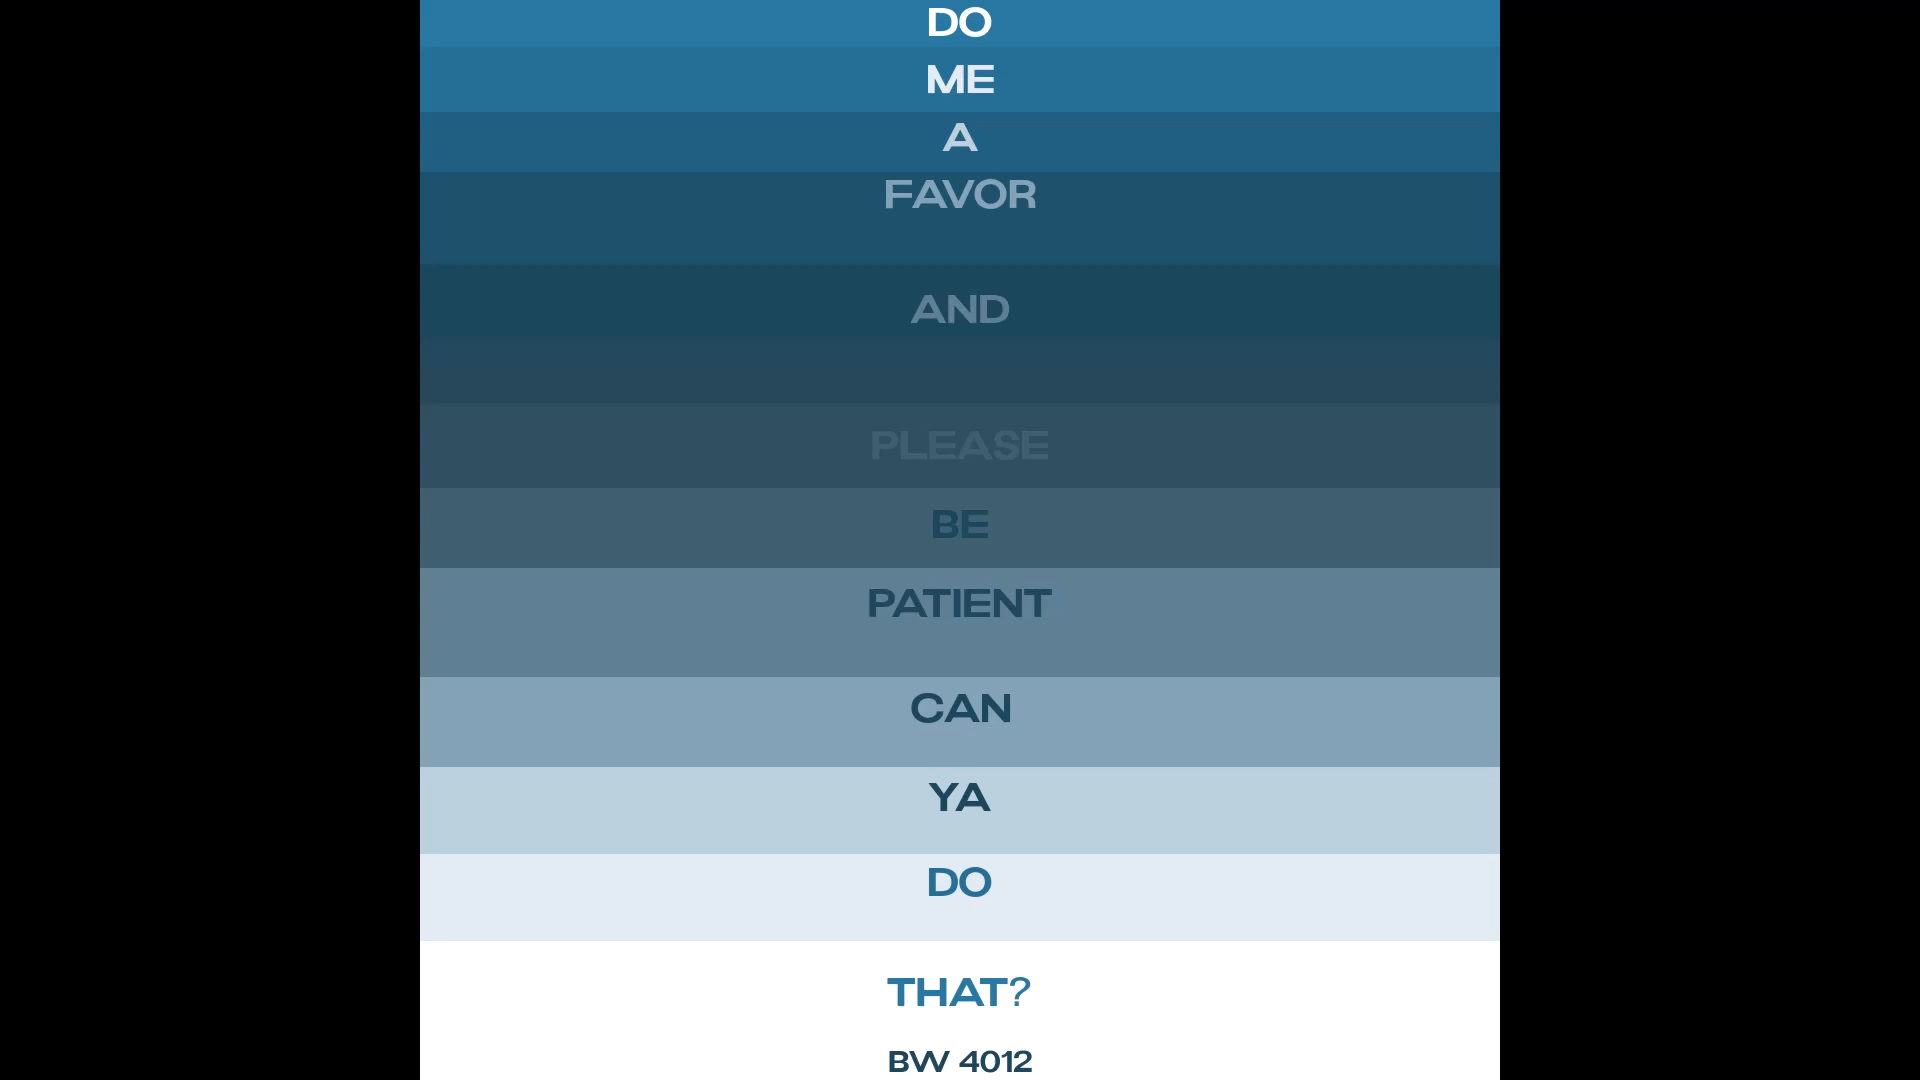 DO
ME
A
FAVOR
AND
PLEASE
BE
PATIENT
CAN
YA
DO
THAT?
BW 4012